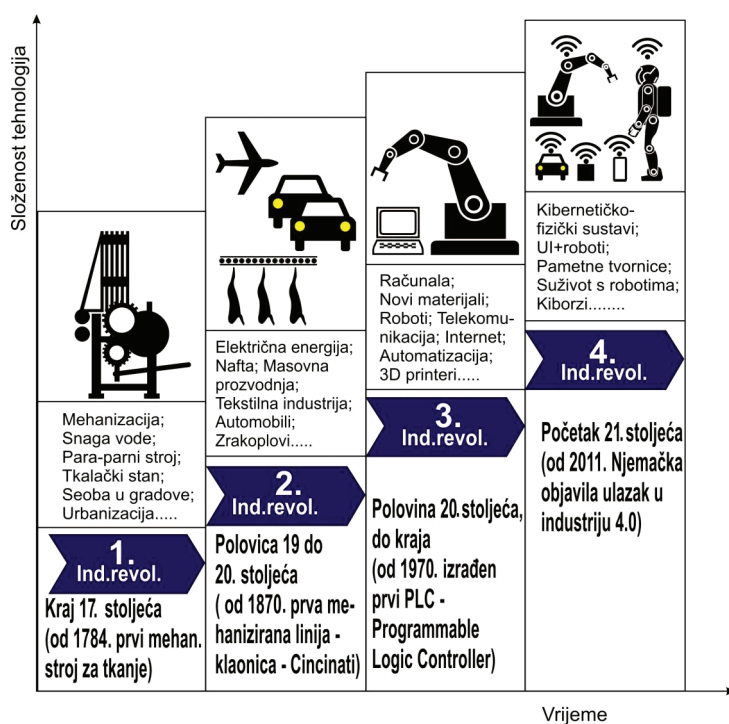 Složenost tehnologija
Mehanizacija;
Snaga vode;
Para-parni stroj;
Tkalački stan;
Seoba u gradove;
Urbanizacija.....
1.
Ind.revol.
Kraj 17. stoljeća
(od 1784. prvi mehan.
stroj za tkanje)
Električna energija;
Nafta; Masovna
prozvodnja;
Tekstilna industrija;
Automobili;
Zrakoplovi.....
2.
Ind.revol.
Polovica 19 do
20. stoljeća
( od 1870. prva me-
hanizirana linija -
klaonica - Cincinati)
Računala;
Novi materijali;
Roboti; Telekomu-
nikacija; Internet;
Automatizacija;
3D printeri.....
3.
Ind.revol.
Polovina 20.stoljeća,
do kraja
(od 1970. izrađen
prvi PLC -
Programmable
Logic Controller)
Kibernetičko-
fizički sustavi;
UI+roboti;
Pametne tvornice;
Suživot s robotima;
Kiborzi........
4.
Ind.revol.
Početak 21.stoljeća
(od 2011. Njemačka
objavila ulazak u
industriju 4.0)
Vrijeme